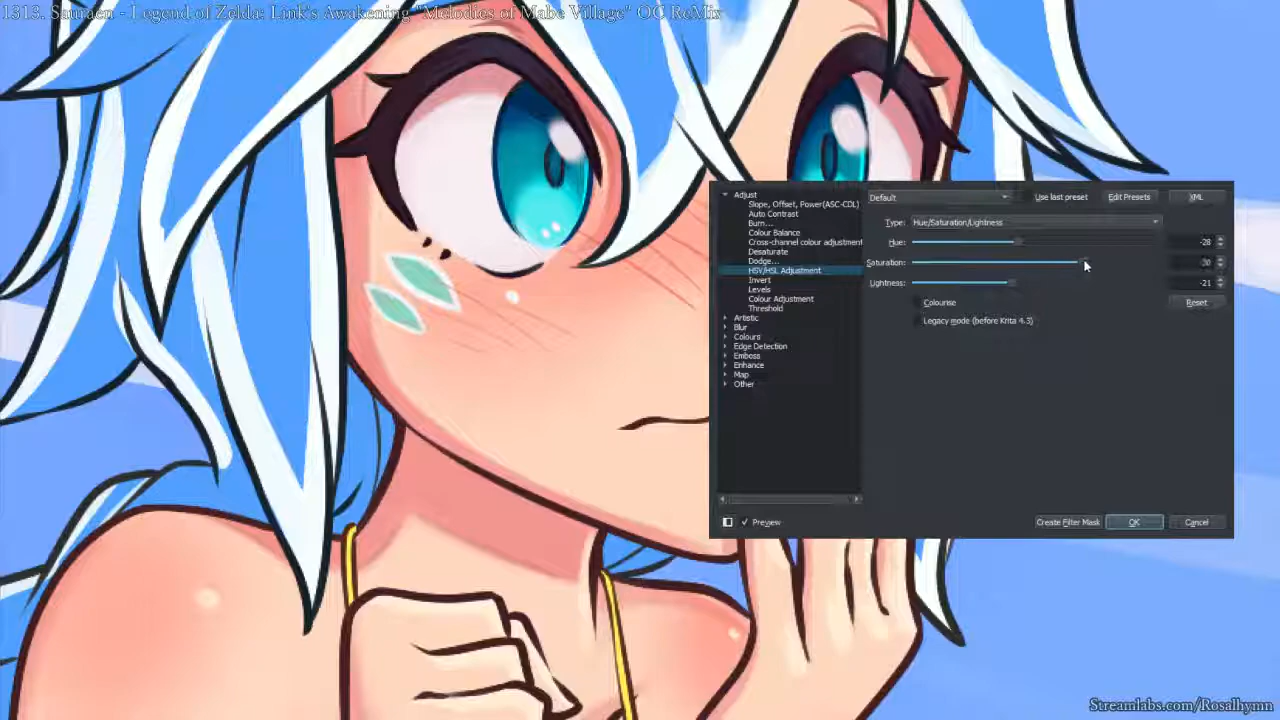 1313. Sauraen - Legend of Zelda: Link's Awakening "Melodies of Mabe Village" OC ReMix
Adjust
Slope, Offset, Power(ASC-CDL)
Auto Contrast
Burn...
Colour Balance
Cross-channel colour adjustment
Desaturate
Dodge...
HSV/HSL Adjustment
Invert
Levels
Colour Adjustment
Threshold
Artistic
Blur
Colours
Edge Detection
Emboss
Enhance
Map
Other
Default
Use last preset
Edit Presets
XML
Type: Hue/Saturation/Lightness
Hue: -28
Saturation: 30
Lightness: -21
Colourise
Reset
Legacy mode (before Krita 4.3)
Preview
Create Filter Mask
OK
Cancel
Streamlabs.com/Rosalhymn